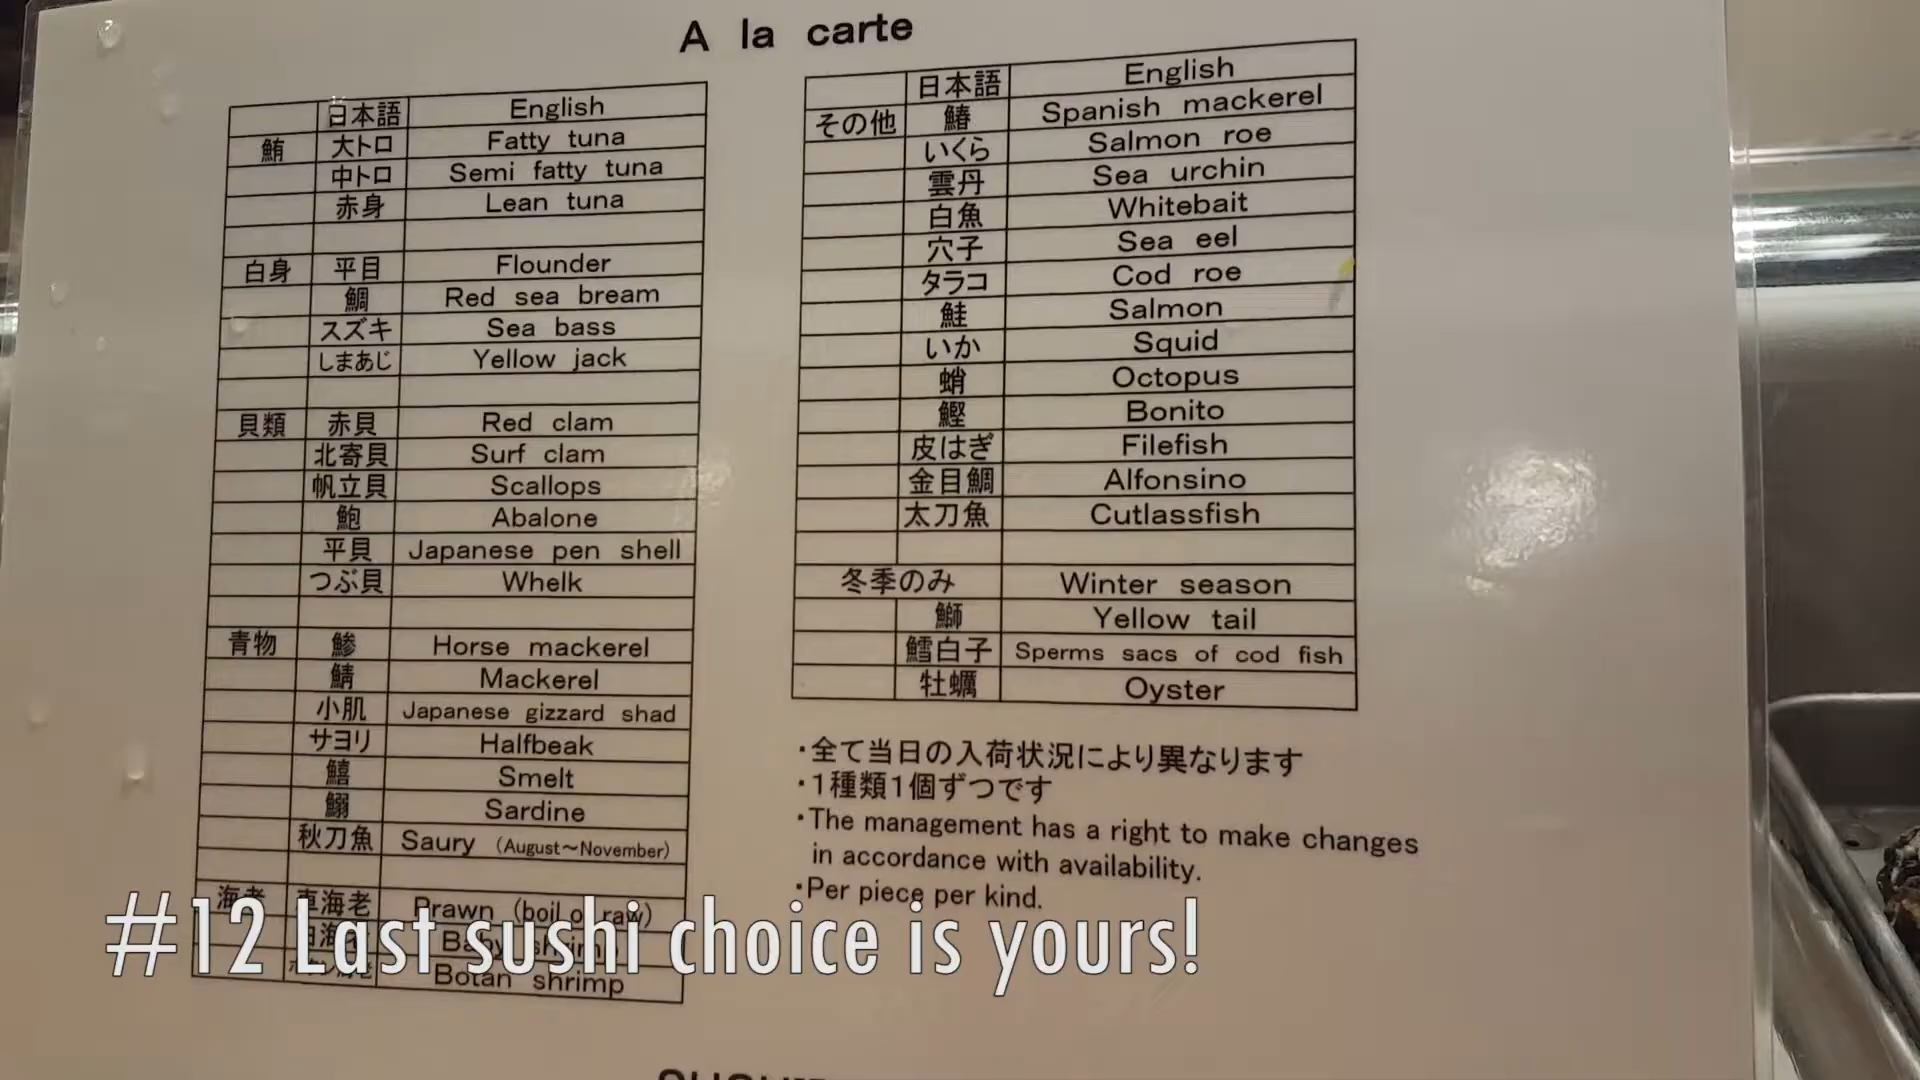 A la carte
日本語 English
鮪 大トロ Fatty tuna
中トロ Semi fatty tuna
赤身 Lean tuna
白身 平目 Flounder
鯛 Red sea bream
スズキ Sea bass
しまあじ Yellow jack
貝類 赤貝 Red clam
北寄貝 Surf clam
帆立貝 Scallops
鮑 Abalone
平貝 Japanese pen shell
つぶ貝 Whelk
青物 鯵 Horse mackerel
鯖 Mackerel
小肌 Japanese gizzard shad
サヨリ Halfbeak
鱚 Smelt
鰯 Sardine
秋刀魚 Saury (August～November)
海老 車海老 Prawn (boil or raw)
Baby shrimp
Botan shrimp
日本語 English
その他 鰆 Spanish mackerel
いくら Salmon roe
雲丹 Sea urchin
白魚 Whitebait
穴子 Sea eel
タラコ Cod roe
鮭 Salmon
いか Squid
蛸 Octopus
鰹 Bonito
皮はぎ Filefish
金目鯛 Alfonsino
太刀魚 Cutlassfish
冬季のみ Winter season
鰤 Yellow tail
鱈白子 Sperms sacs of cod fish
牡蠣 Oyster
・全て当日の入荷状況により異なります
・1種類1個ずつです
・The management has a right to make changes
in accordance with availability.
・Per piece per kind.
#12 Last sushi choice is yours!